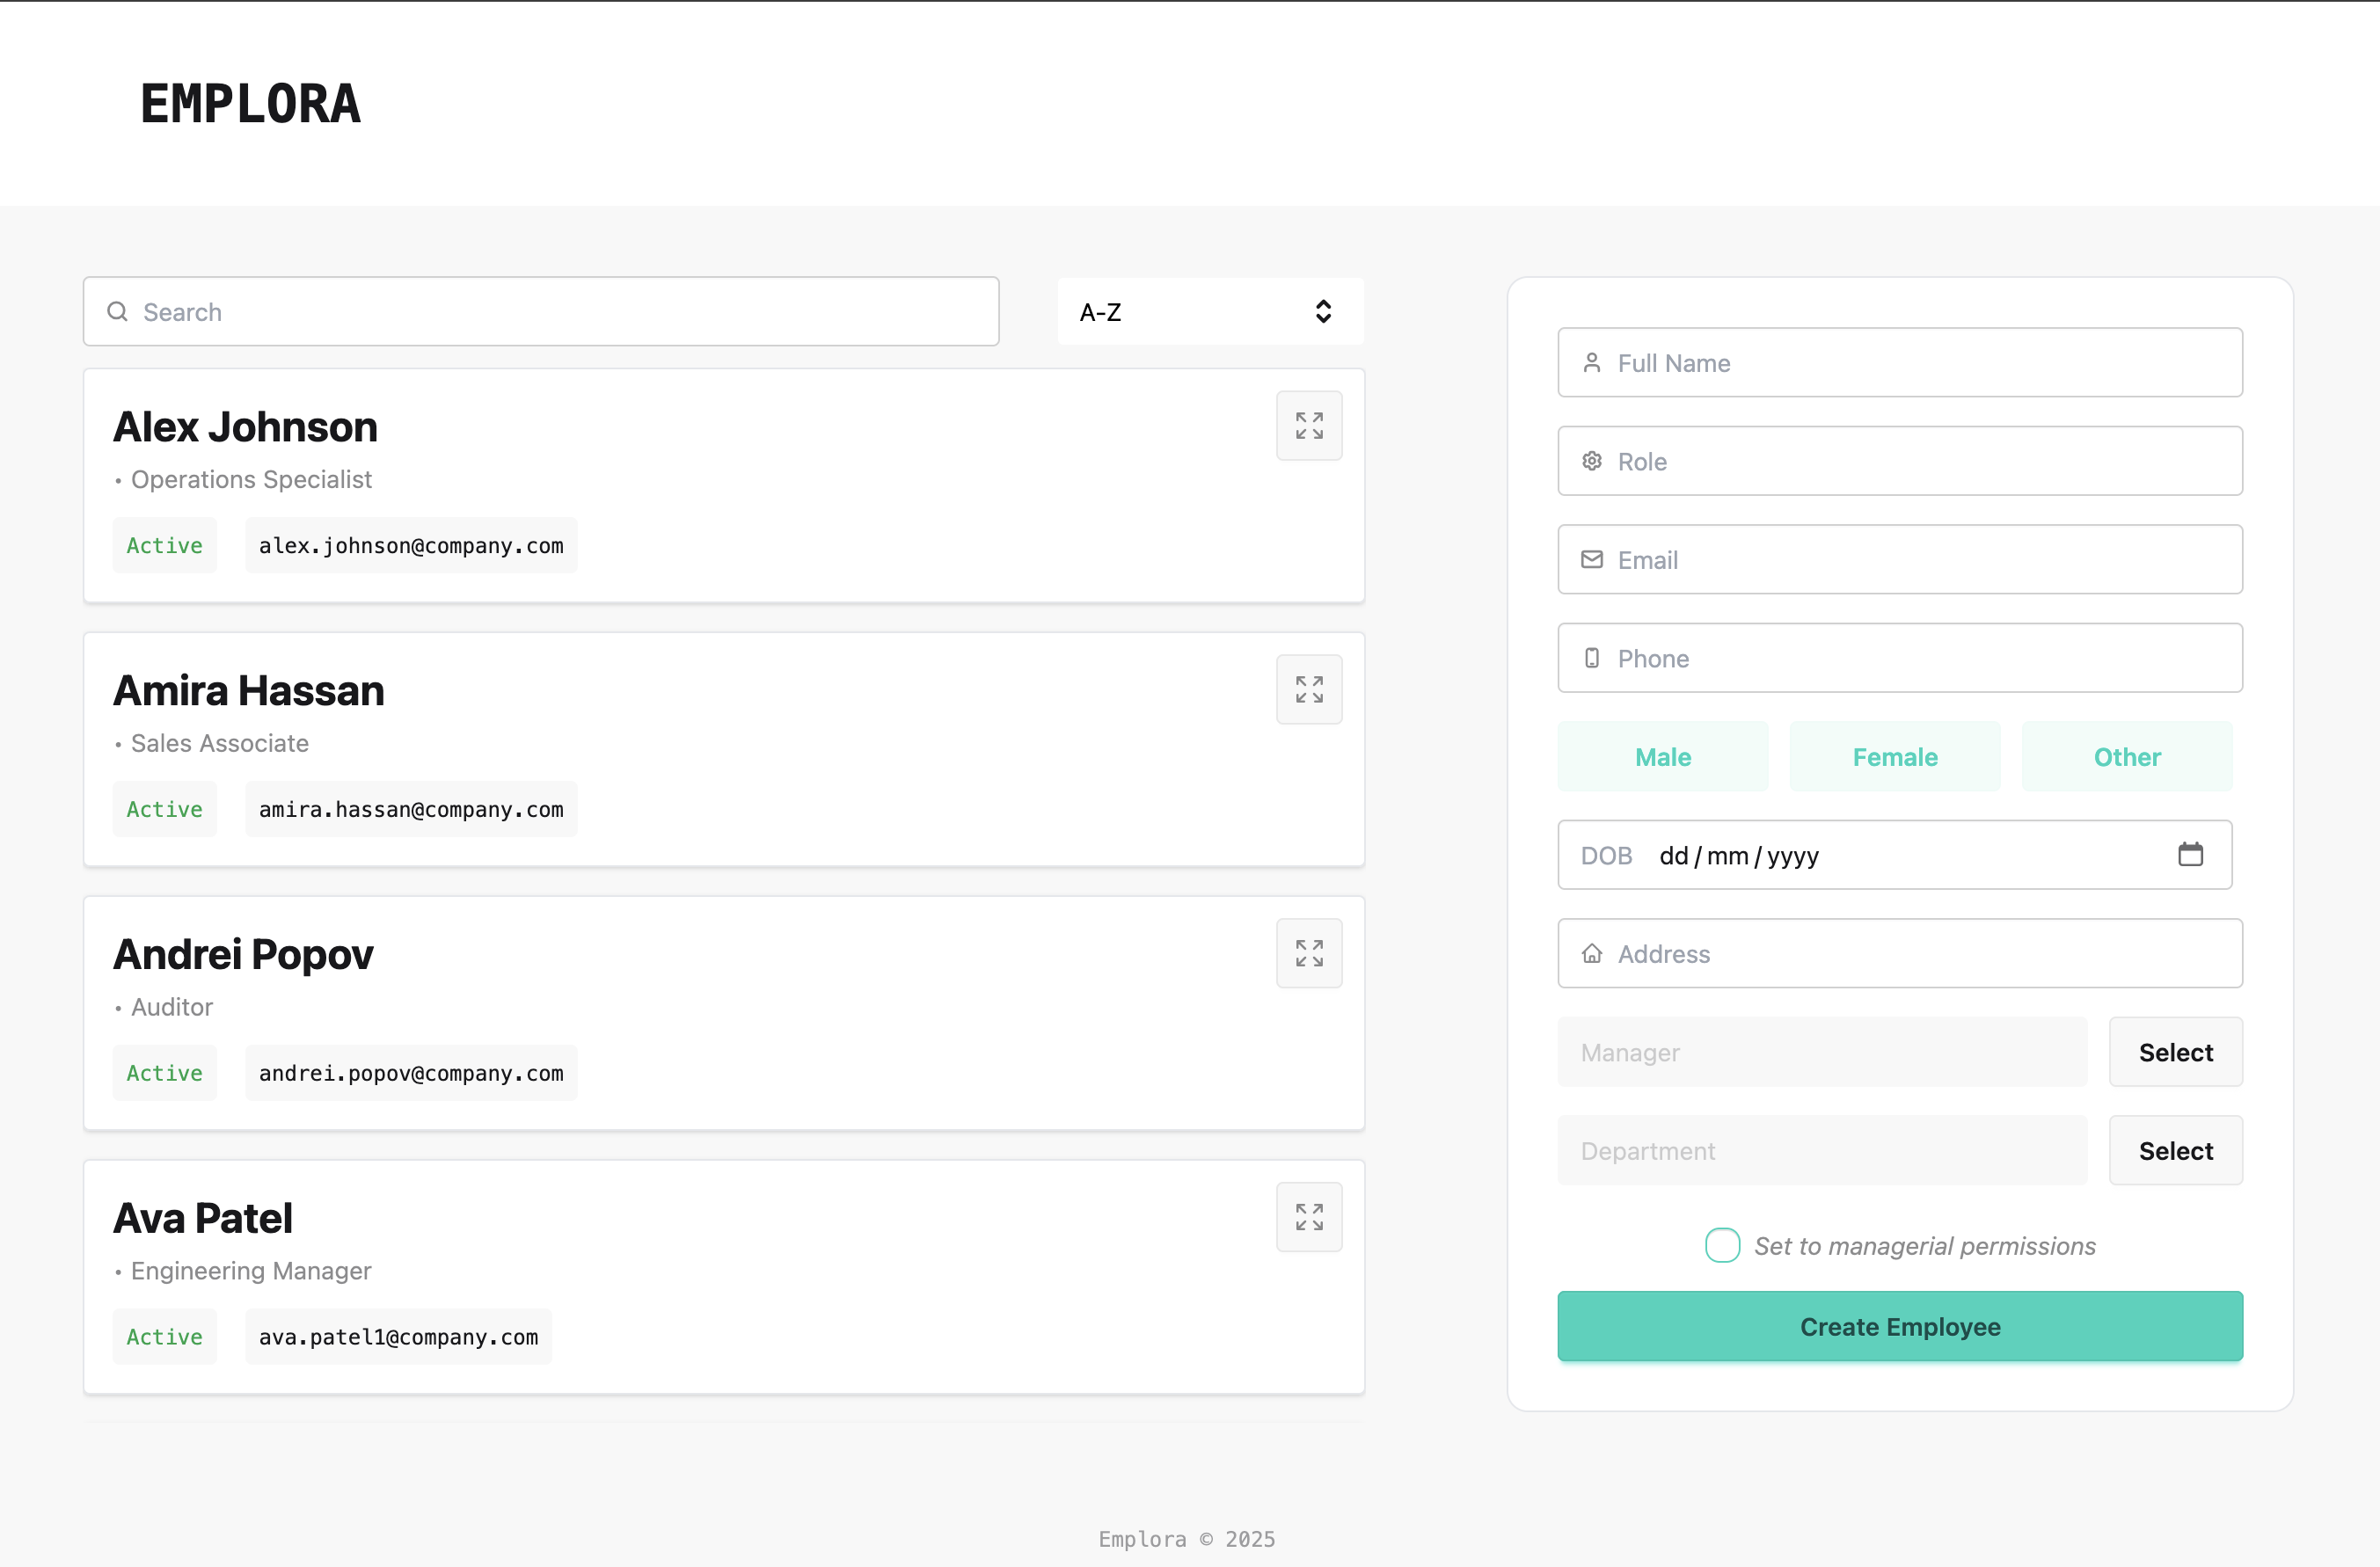 EMPLORA
Search
A-Z
Alex Johnson
• Operations Specialist
Active alex.johnson@company.com
Amira Hassan
• Sales Associate
Active amira.hassan@company.com
Andrei Popov
• Auditor
Active andrei.popov@company.com
Ava Patel
• Engineering Manager
Active ava.patel1@company.com
Full Name
Role
Email
Phone
Male Female Other
DOB dd/mm/yyyy
Address
Manager Select
Department Select
Set to managerial permissions
Create Employee
Emplora © 2025